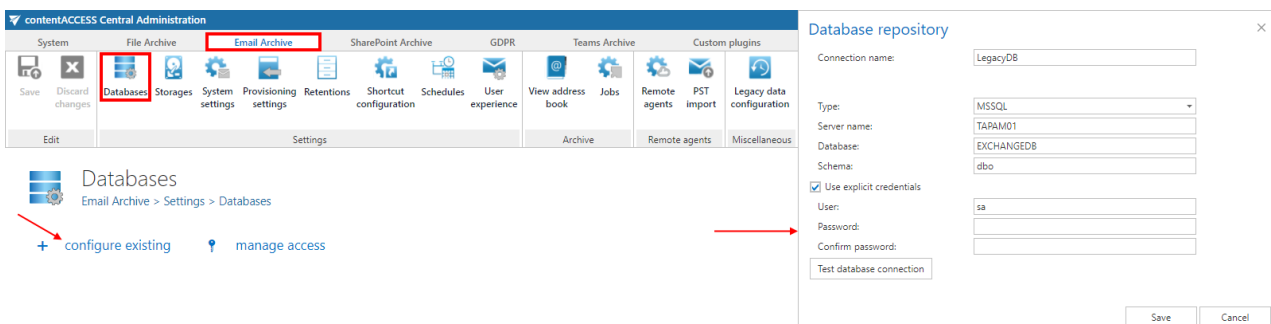 contentACCESS Central Administration
System File Archive Email Archive SharePoint Archive GDPR Teams Archive Custom plugins
Save Discard changes Databases Storages System settings Provisioning settings Retentions Shortcut configuration Schedules User experience View address book Jobs Remote agents PST import Legacy data configuration
Edit Settings Archive Remote agents Miscellaneous
Databases
Email Archive > Settings > Databases
+ configure existing manage access
Database repository
Connection name: LegacyDB
Type: MSSQL
Server name: TAPAM01
Database: EXCHANGEDB
Schema: dbo
Use explicit credentials
User: sa
Password:
Confirm password:
Test database connection
Save Cancel